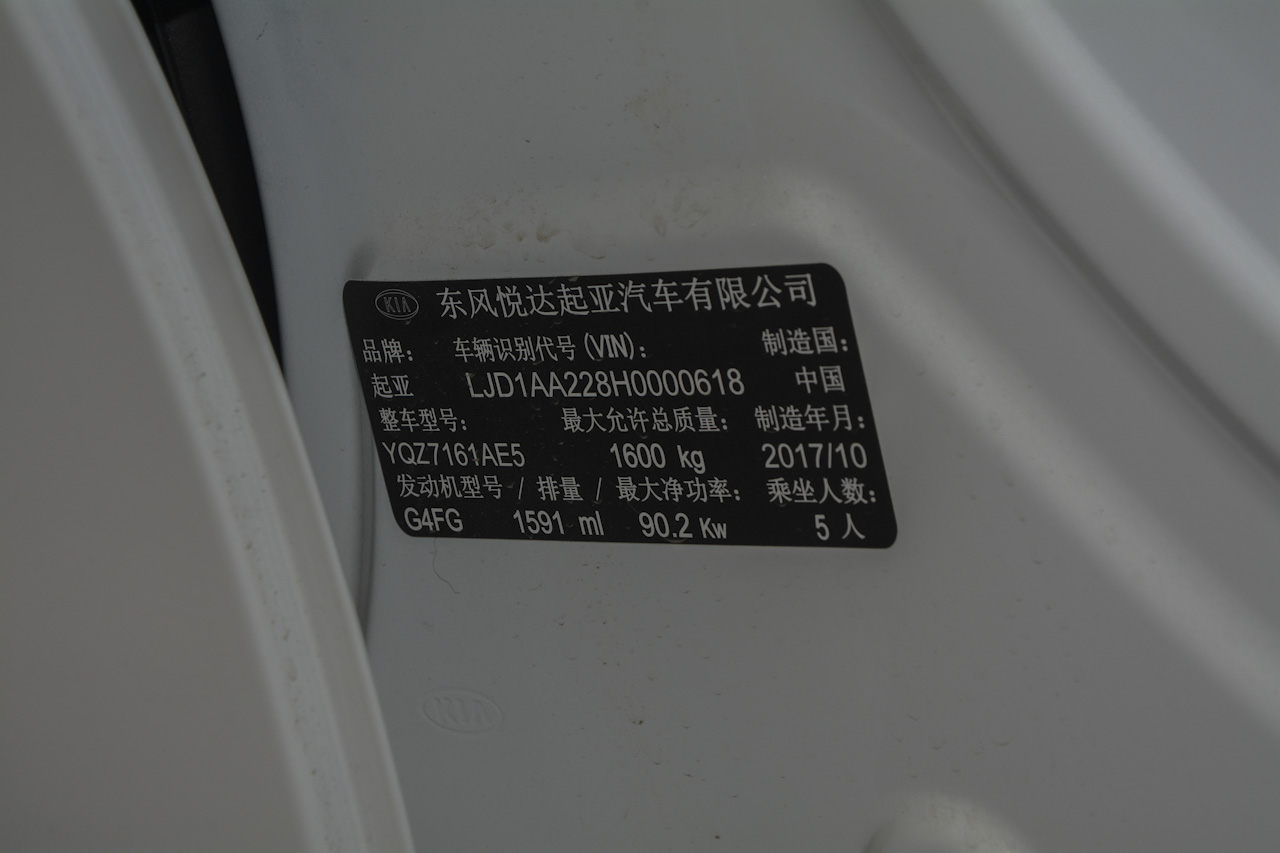 KIA 东风悦达起亚汽车有限公司
品牌： 车辆识别代号(VIN)： 制造国：
起亚 LJD1AA228H0000618 中国
整车型号： 最大允许总质量： 制造年月：
YQZ7161AE5 1600 kg 2017/10
发动机型号 / 排量 / 最大净功率： 乘坐人数：
G4FG 1591 ml 90.2 Kw 5 人
KIA